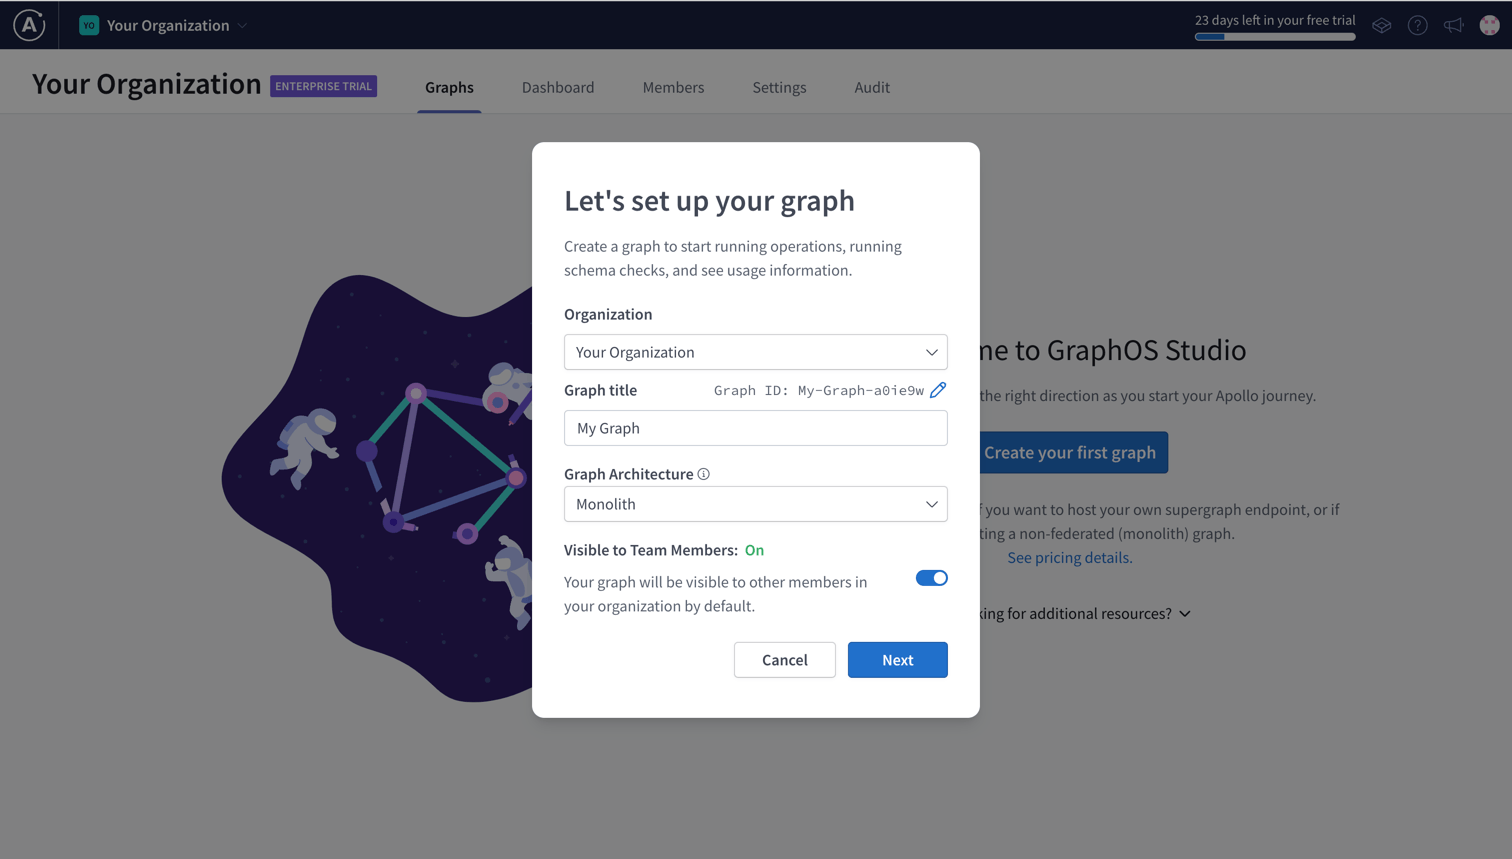 A
YO Your Organization
23 days left in your free trial
Your Organization ENTERPRISE TRIAL
Graphs Dashboard Members Settings Audit
Let's set up your graph
Create a graph to start running operations, running
schema checks, and see usage information.
Organization
Your Organization
Graph title Graph ID: My-Graph-a0ie9w
My Graph
Graph Architecture
Monolith
Visible to Team Members: On
Your graph will be visible to other members in
your organization by default.
Cancel Next
to GraphOS Studio
the right direction as you start your Apollo journey.
Create your first graph
you want to host your own supergraph endpoint, or if
a non-federated (monolith) graph.
See pricing details.
for additional resources?